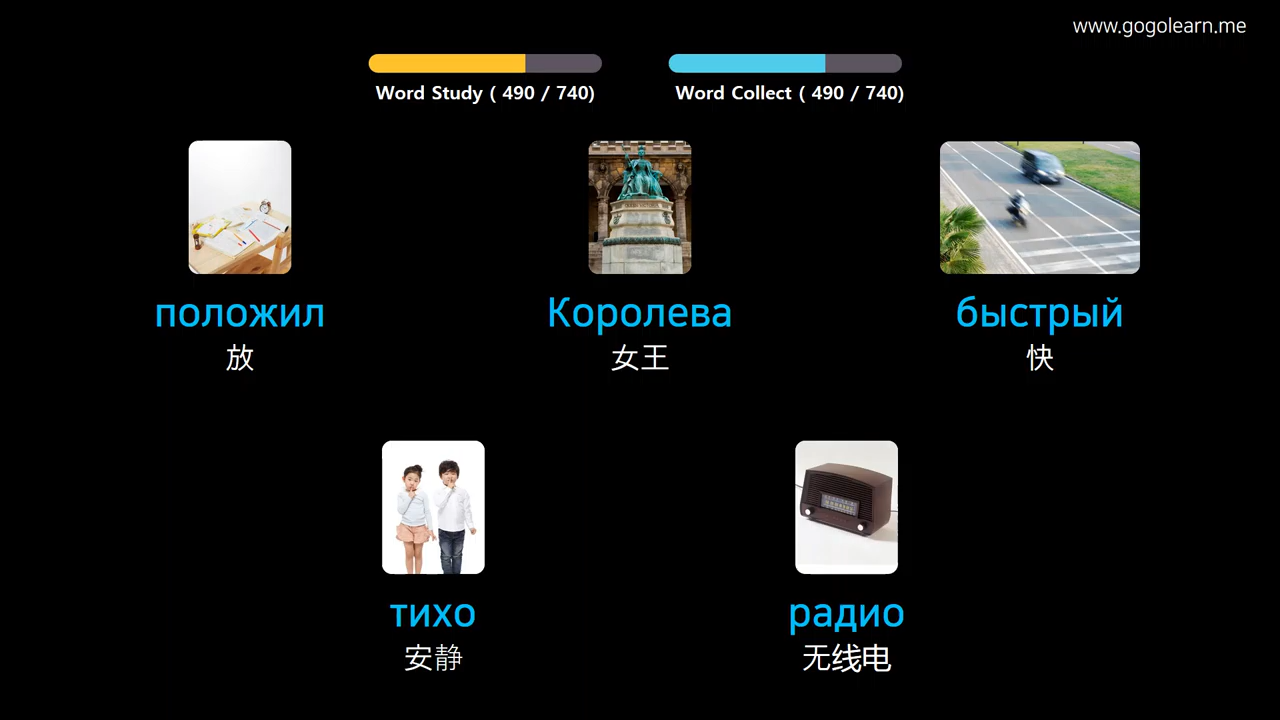 www.gogolearn.me
Word Study ( 490 / 740)
Word Collect ( 490 / 740)
положил
放
Королева
女王
быстрый
快
тихо
安静
радио
无线电